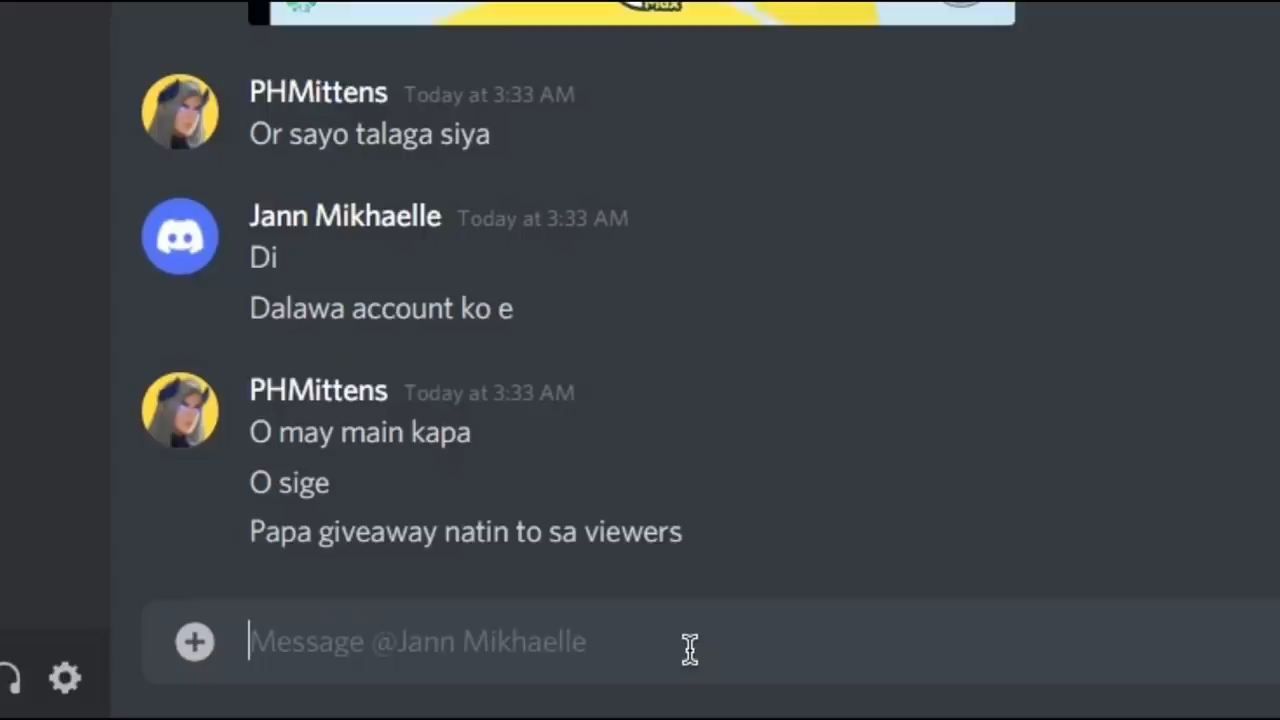 Max
PHMittens Today at 3:33 AM
Or sayo talaga siya
Jann Mikhaelle Today at 3:33 AM
Di
Dalawa account ko e
PHMittens Today at 3:33 AM
O may main kapa
O sige
Papa giveaway natin to sa viewers
Message @Jann Mikhaelle